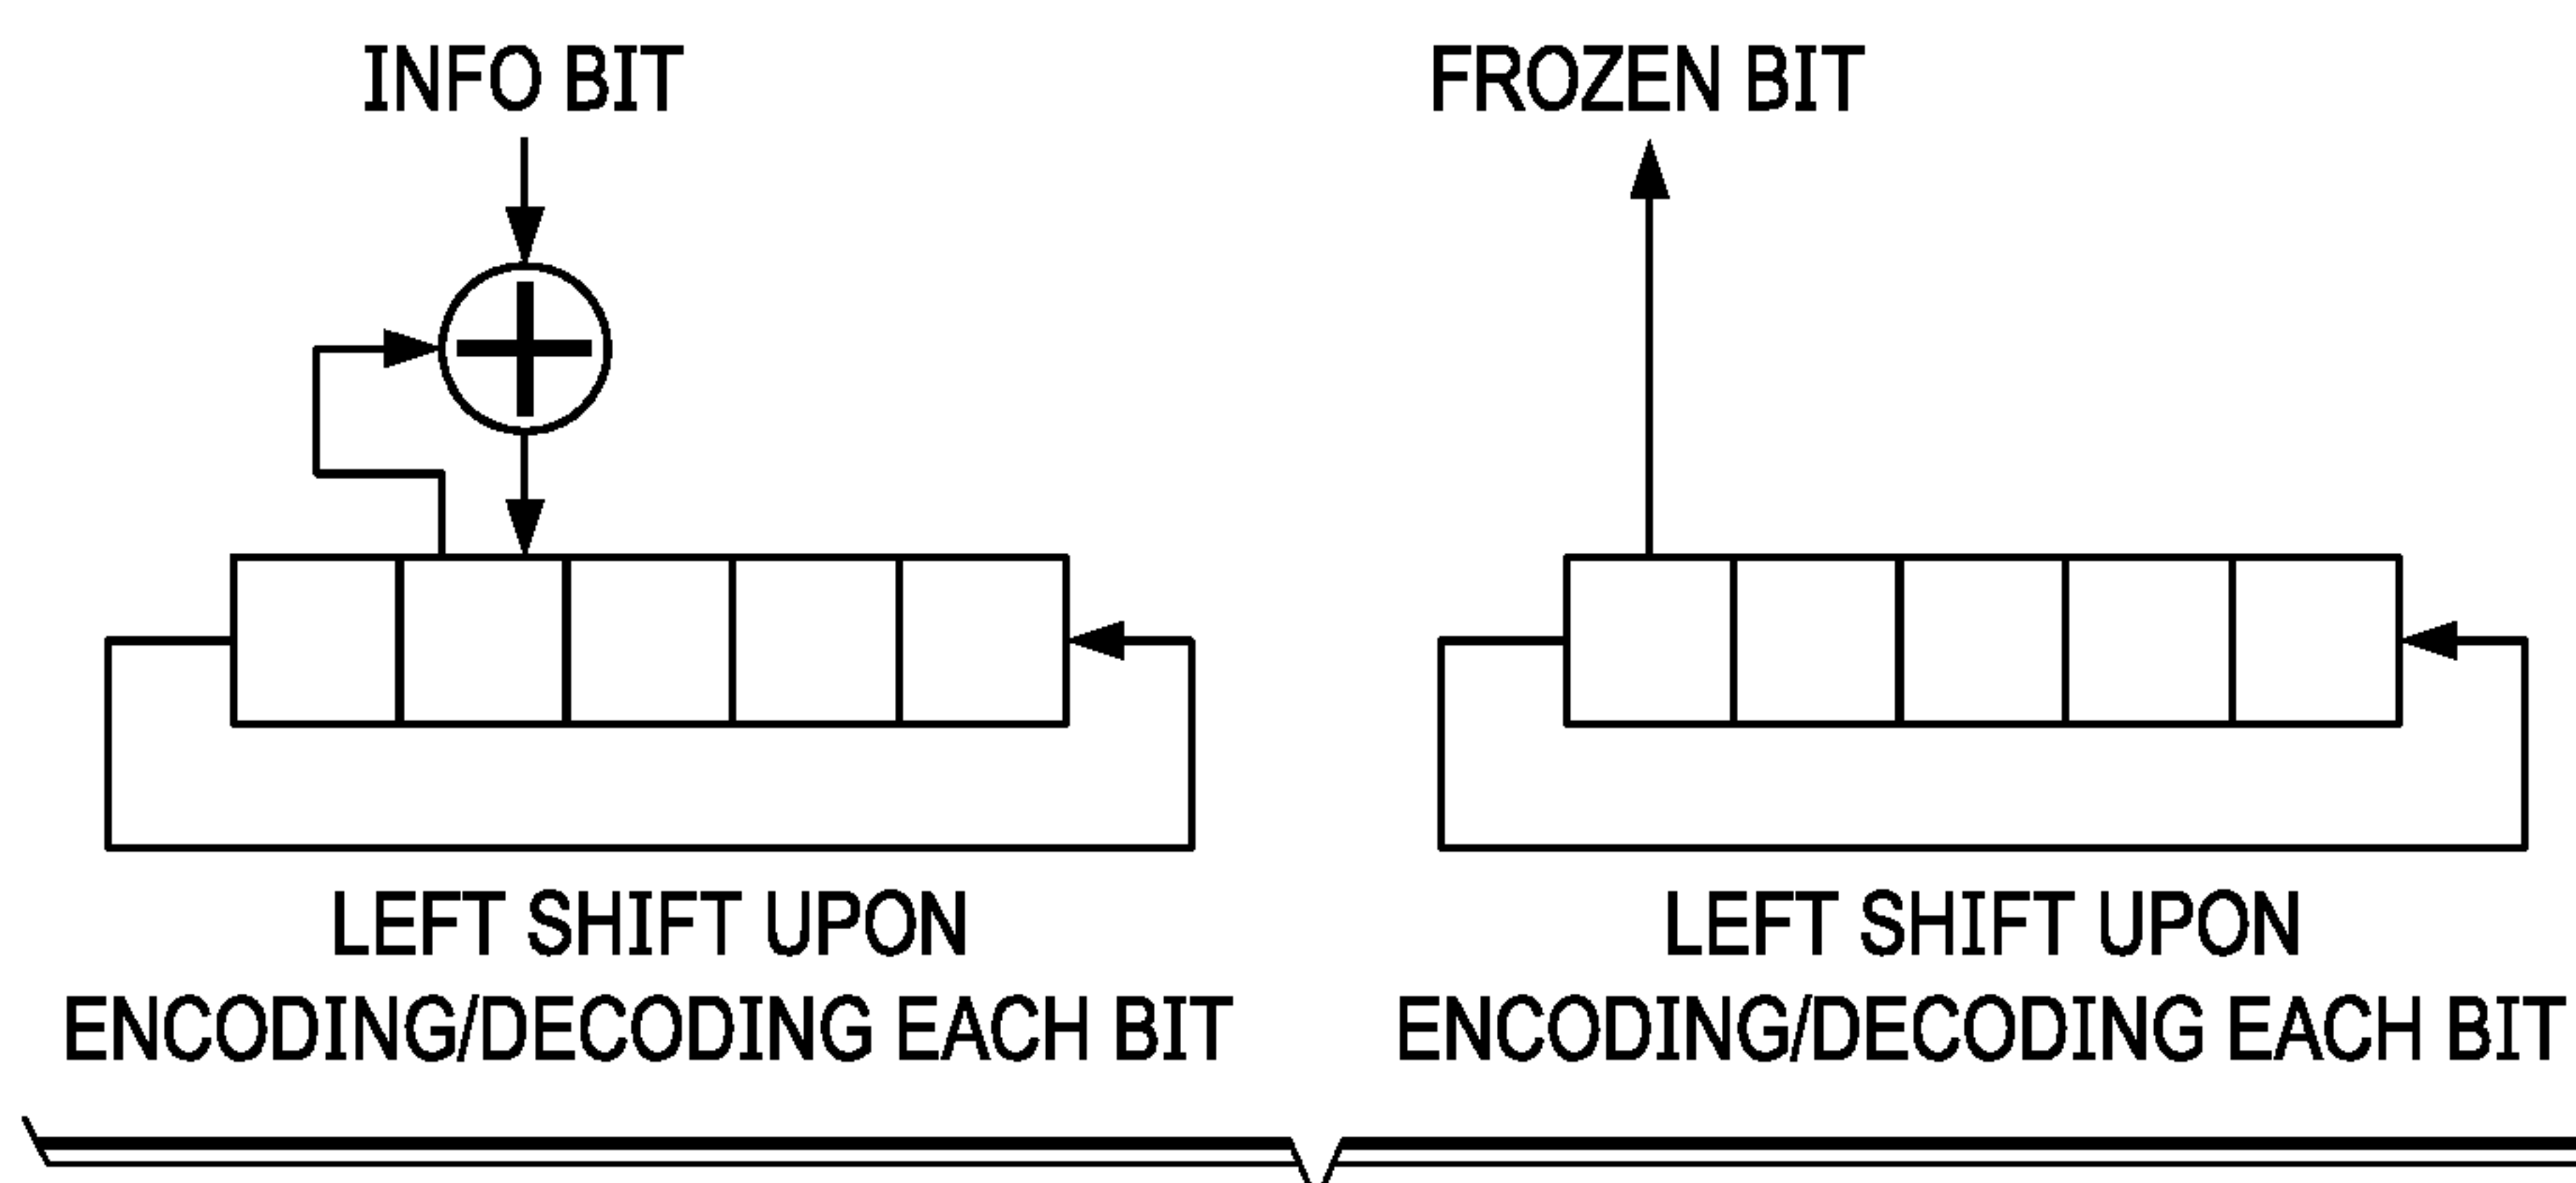 INFO BIT
LEFT SHIFT UPON
ENCODING/DECODING EACH BIT
FROZEN BIT
LEFT SHIFT UPON
ENCODING/DECODING EACH BIT